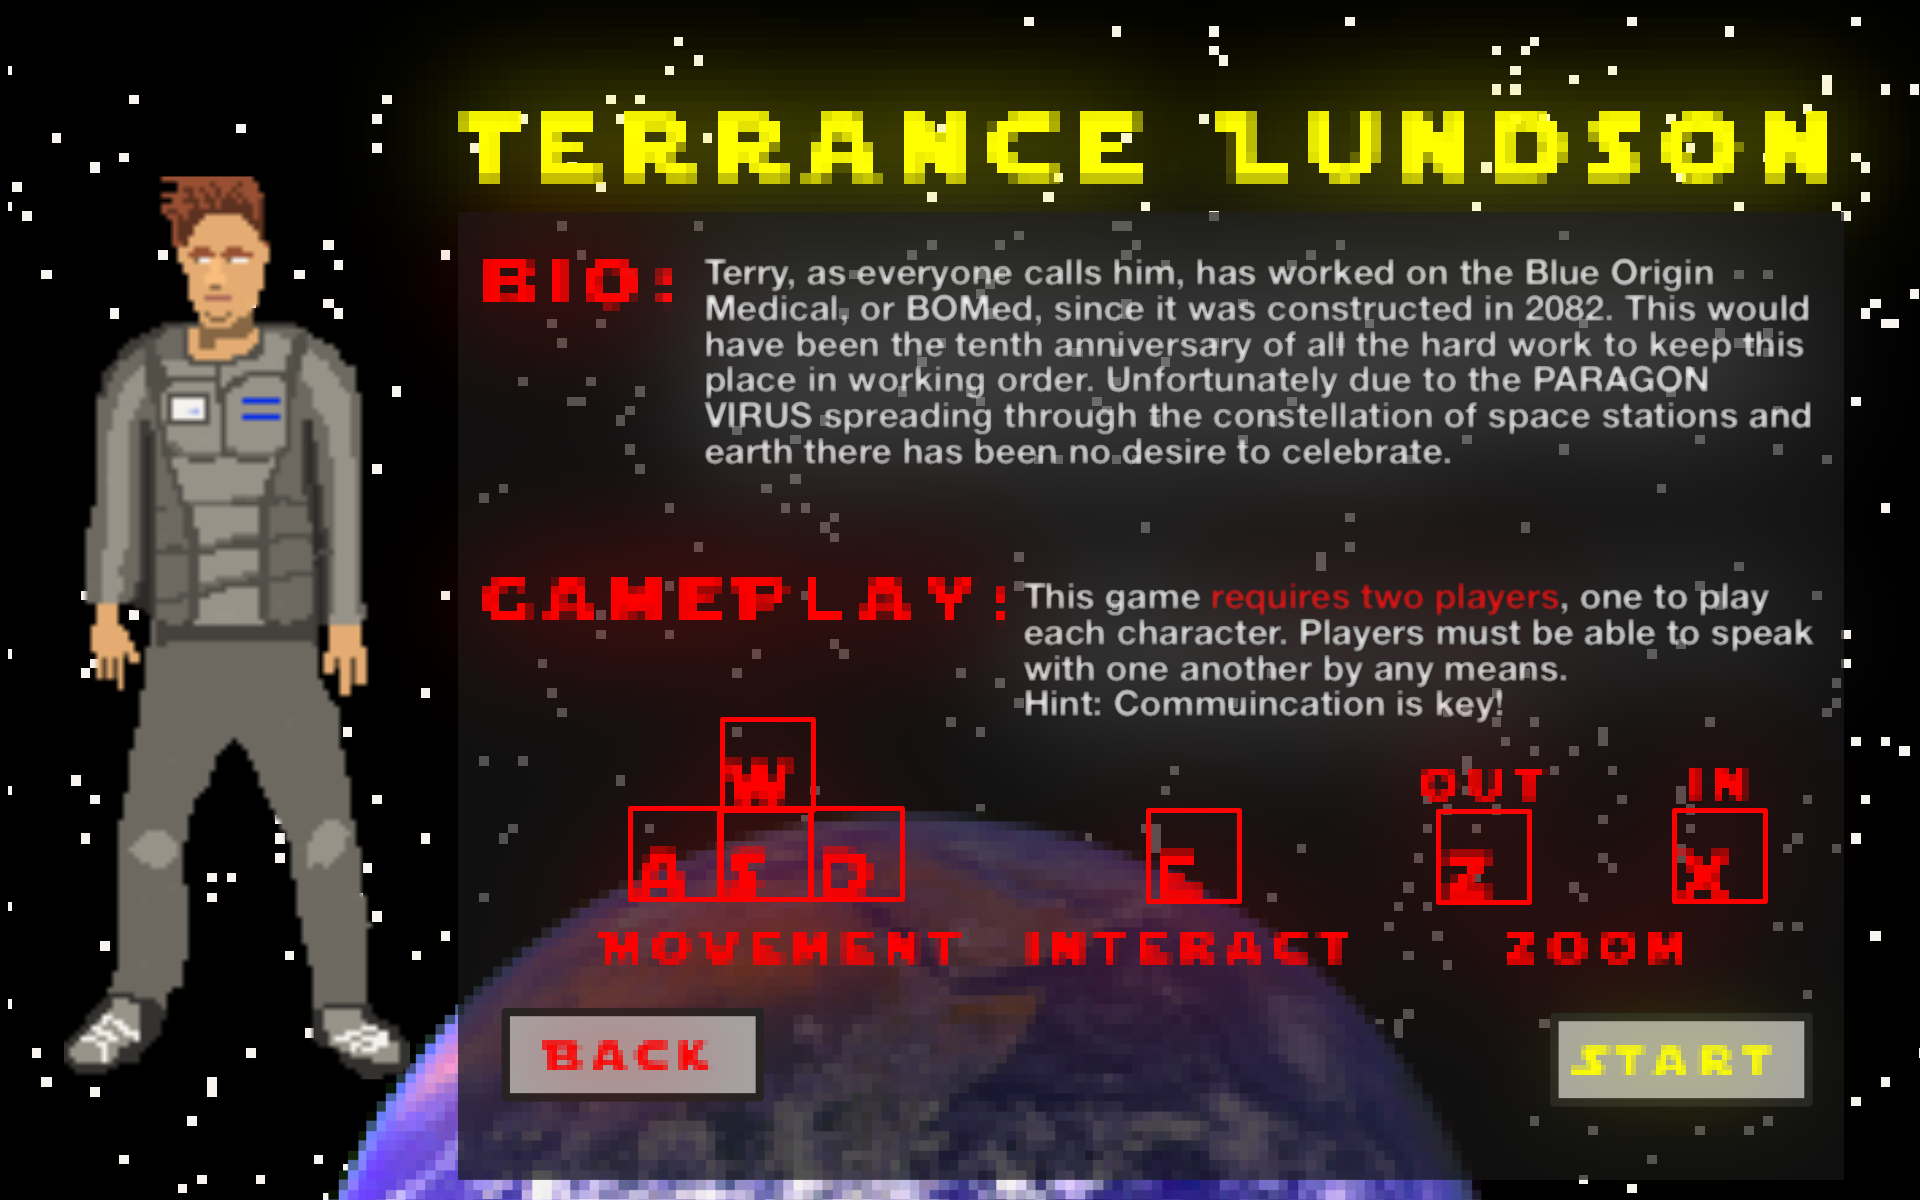 TERRANCE LUNDSON
BIO:
Terry, as everyone calls him, has worked on the Blue Origin
Medical, or BOMed, since it was constructed in 2082. This would
have been the tenth anniversary of all the hard work to keep this
place in working order. Unfortunately due to the PARAGON
VIRUS spreading through the constellation of space stations and
earth there has been no desire to celebrate.
GAMEPLAY:
This game requires two players, one to play
each character. Players must be able to speak
with one another by any means.
Hint: Commuincation is key!
W
A S D
MOVEMENT
E
INTERACT
OUT IN
Z X
ZOOM
BACK
START